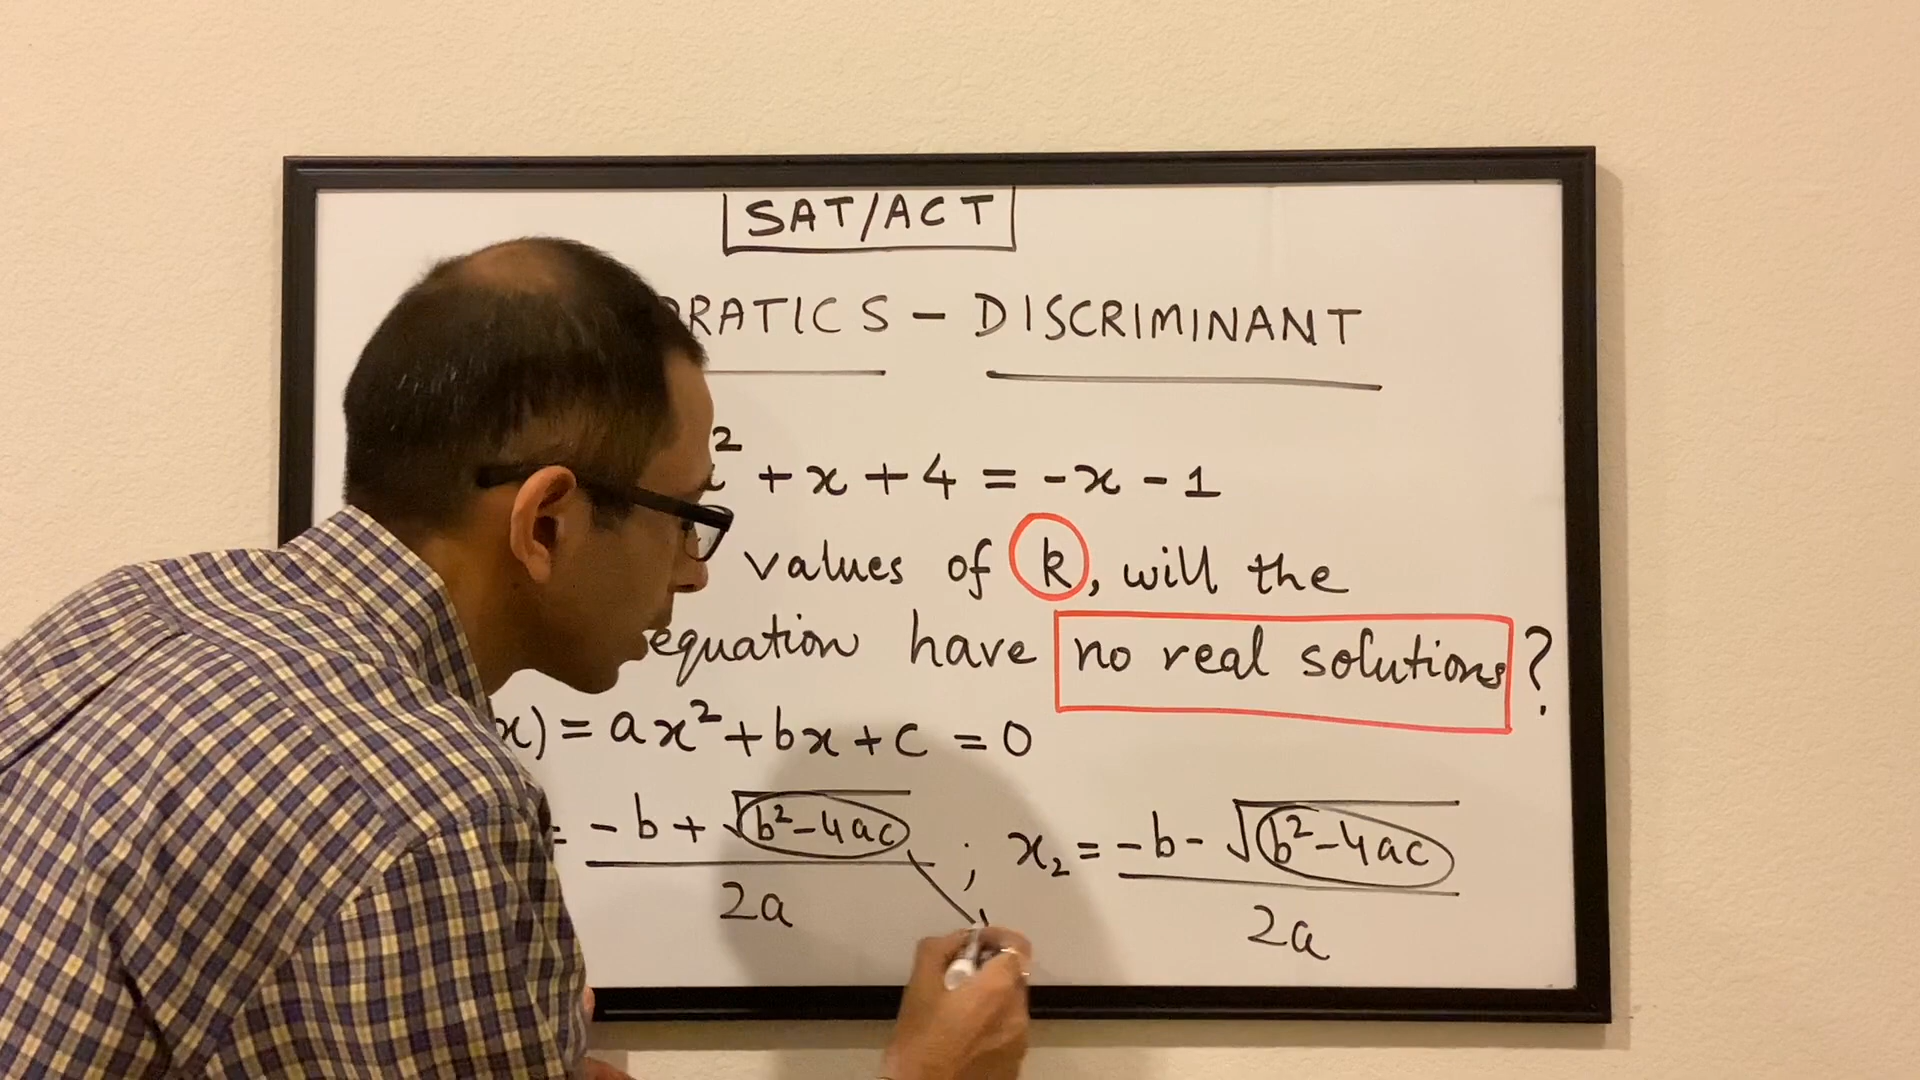 SAT/ACT
RATICS - DISCRIMINANT
² + x + 4 = -x - 1
values of k, will the
equation have no real solutions?
x) = ax² + bx + c = 0
= -b + √b²-4ac / 2a ; x₂ = -b - √b²-4ac / 2a